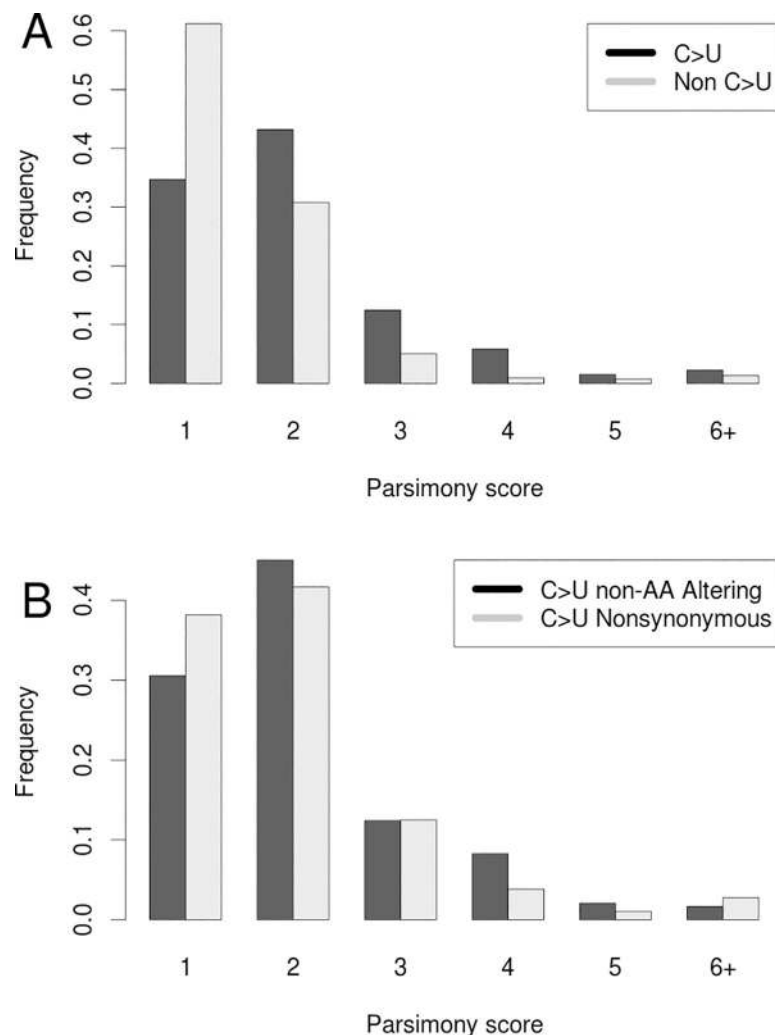 A
C>U
Non C>U
Frequency
0.6
0.5
0.4
0.3
0.2
0.1
0.0
1 2 3 4 5 6+
Parsimony score
B
C>U non-AA Altering
C>U Nonsynonymous
Frequency
0.4
0.3
0.2
0.1
0.0
1 2 3 4 5 6+
Parsimony score